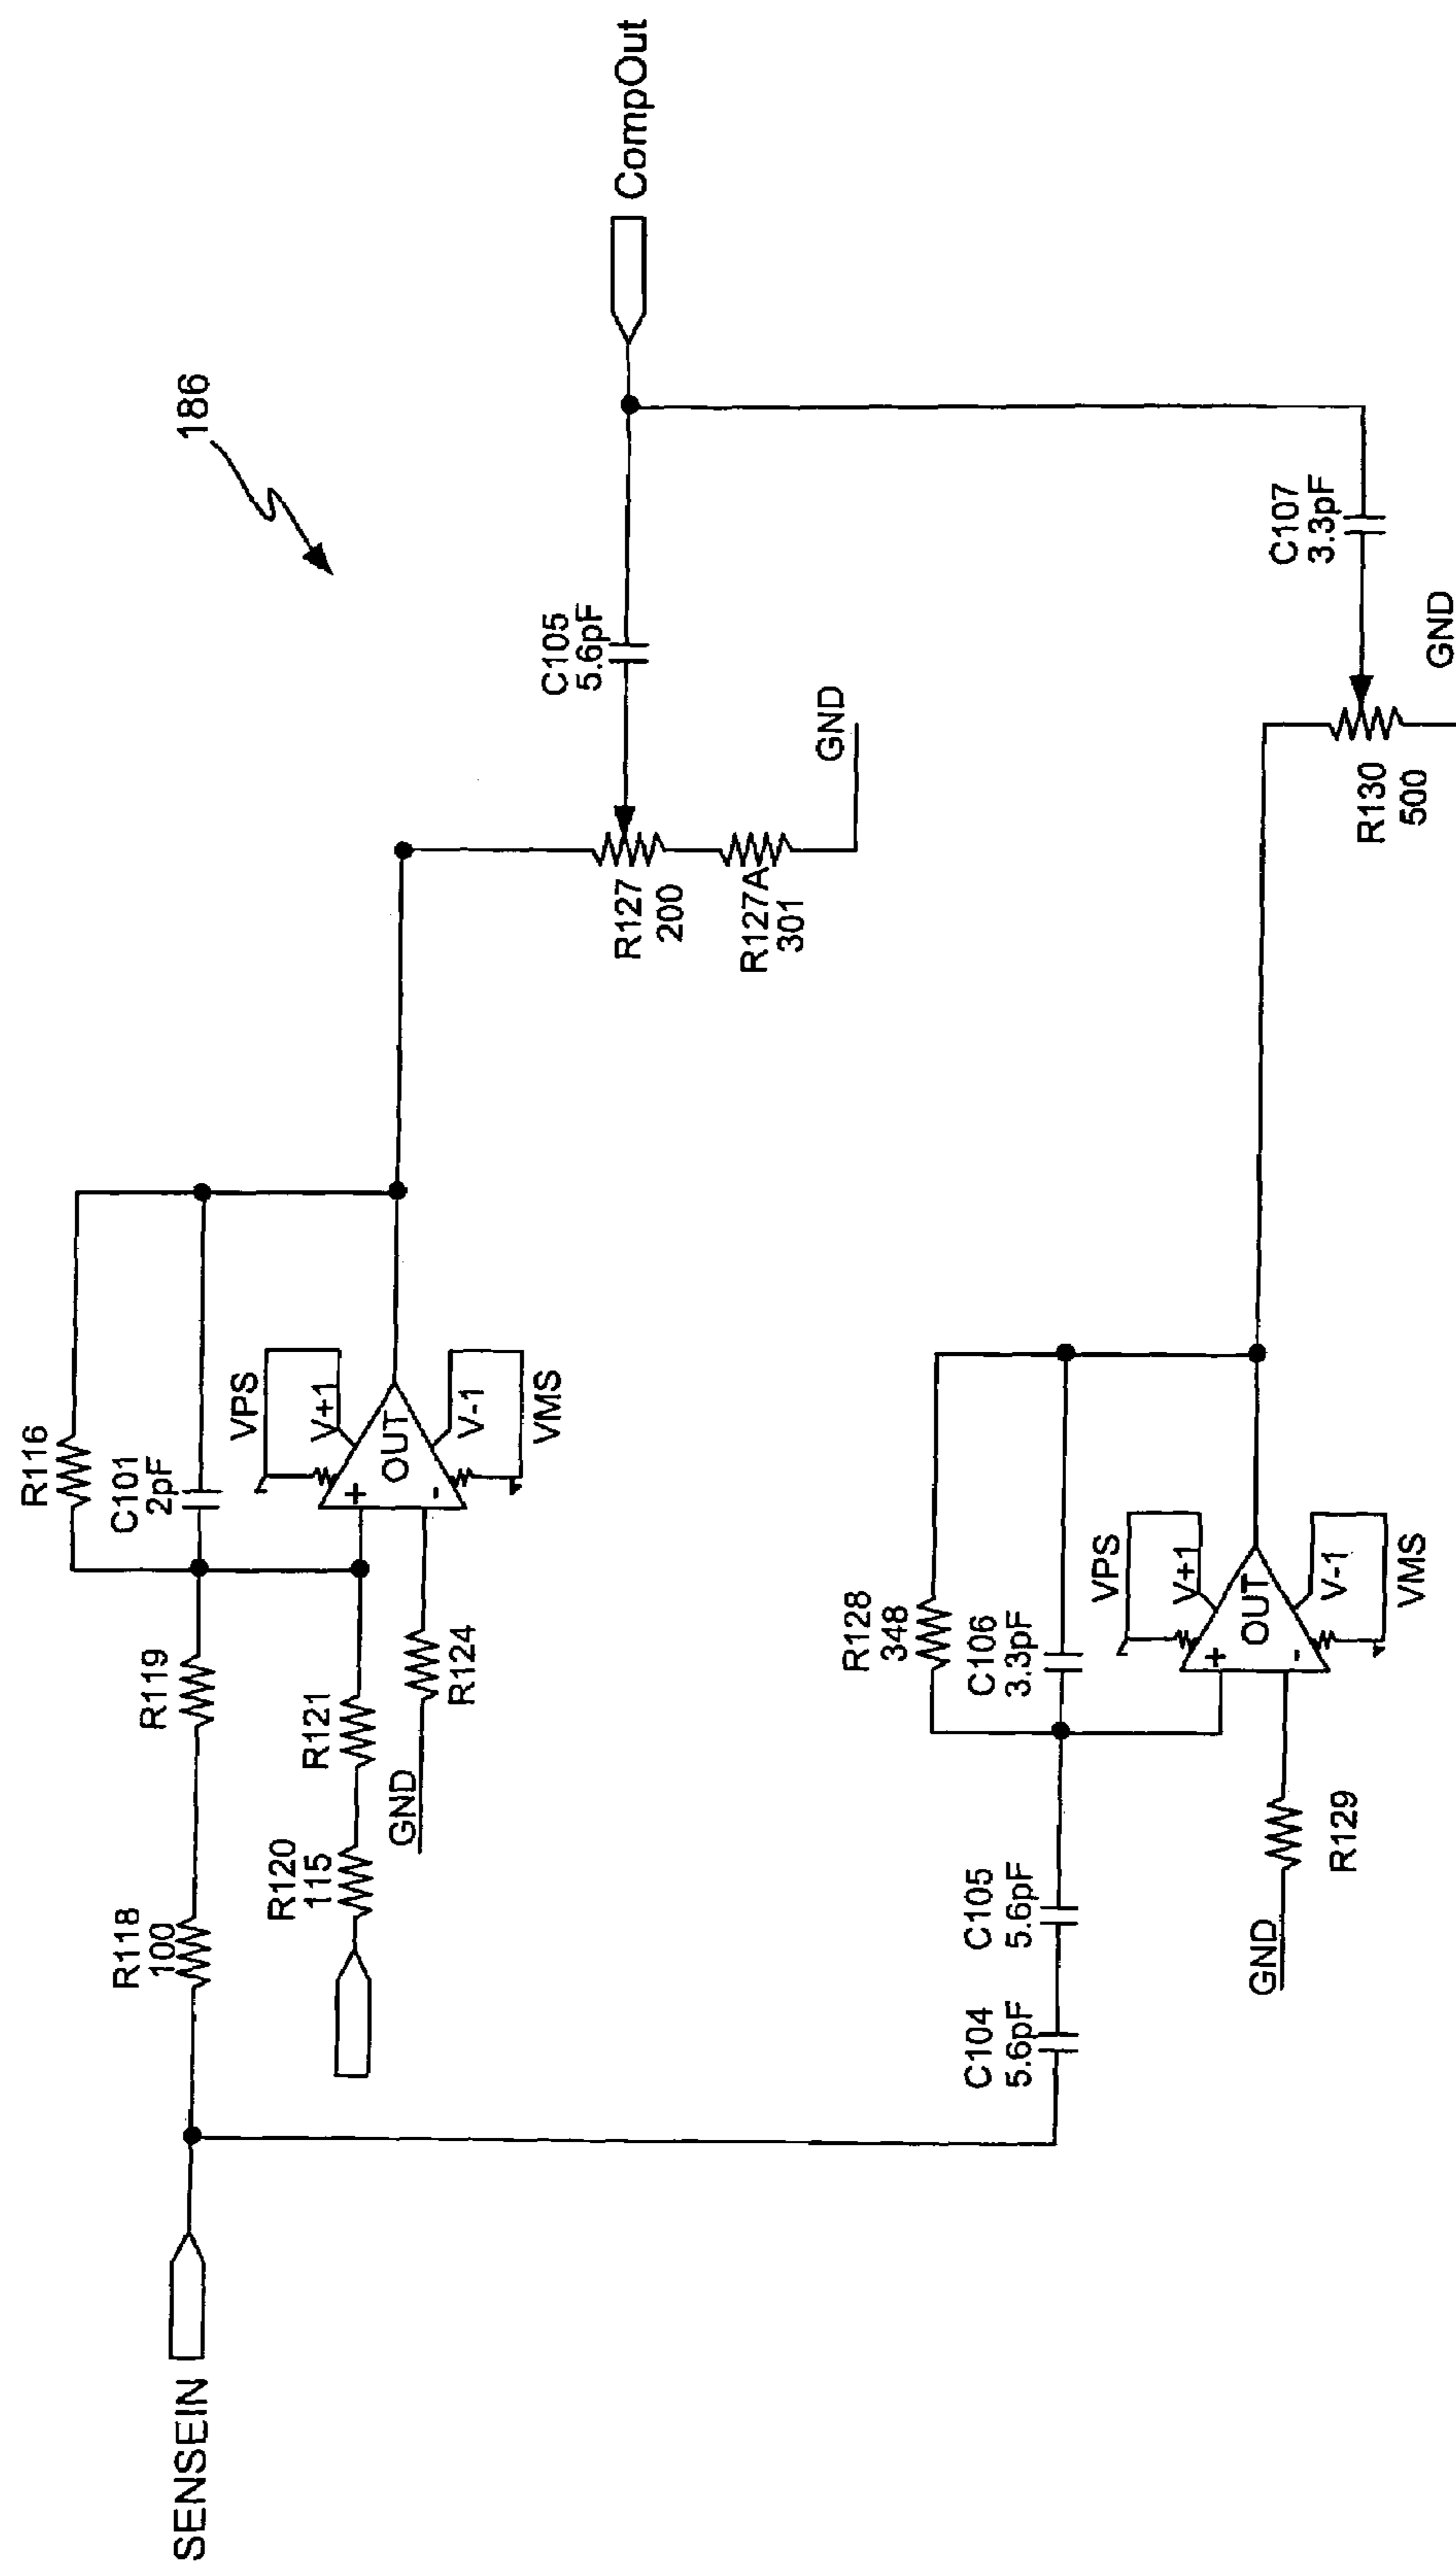 186
SENSEIN
R118
100
R119
R116
C101
2pF
R120
115
R121
GND
R124
VPS
V+1
+
OUT
-
V-1
VMS
R127
200
R127A
301
GND
C105
5.6pF
CompOut
C104
5.6pF
C105
5.6pF
R128
348
C106
3.3pF
GND
R129
VPS
V+1
+
OUT
-
V-1
VMS
R130
500
GND
C107
3.3pF